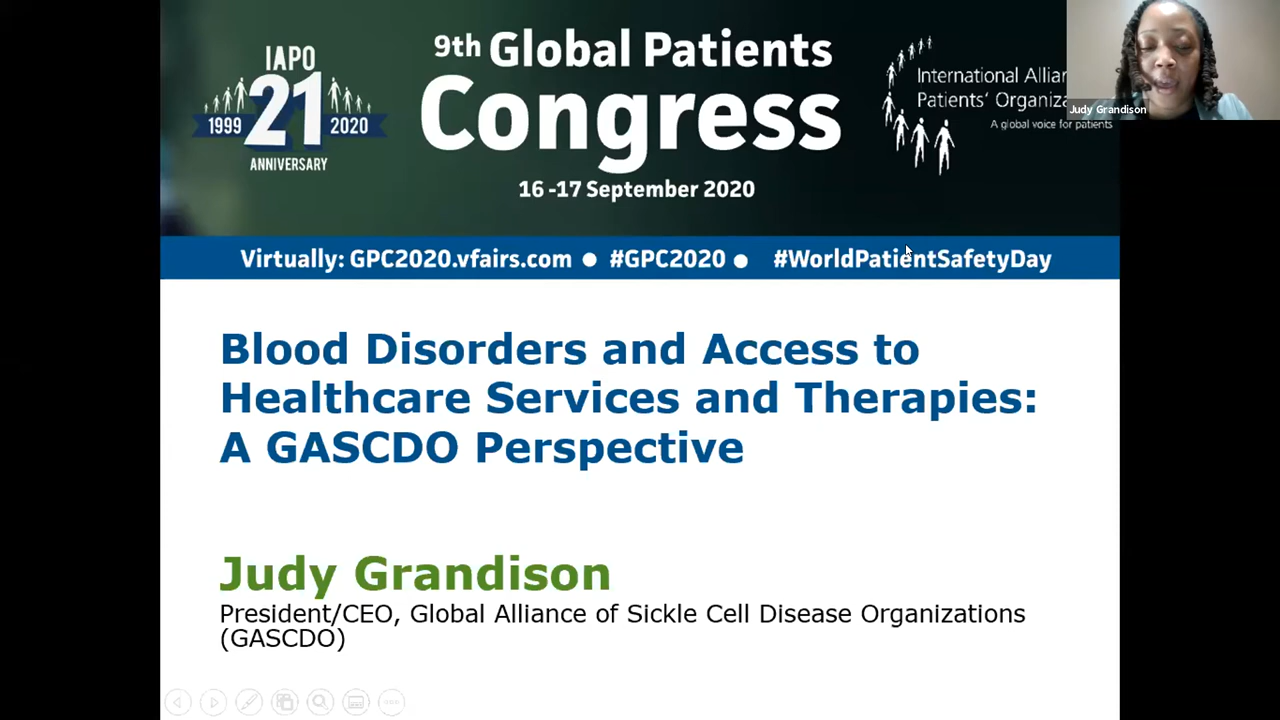 IAPO
1999 21 2020
ANNIVERSARY
9th Global Patients
Congress
16 -17 September 2020
International Allia
Patients' Organiza
A global voice for patients
Judy Grandison
Virtually: GPC2020.vfairs.com ● #GPC2020 ● #WorldPatientSafetyDay
Blood Disorders and Access to
Healthcare Services and Therapies:
A GASCDO Perspective
Judy Grandison
President/CEO, Global Alliance of Sickle Cell Disease Organizations
(GASCDO)